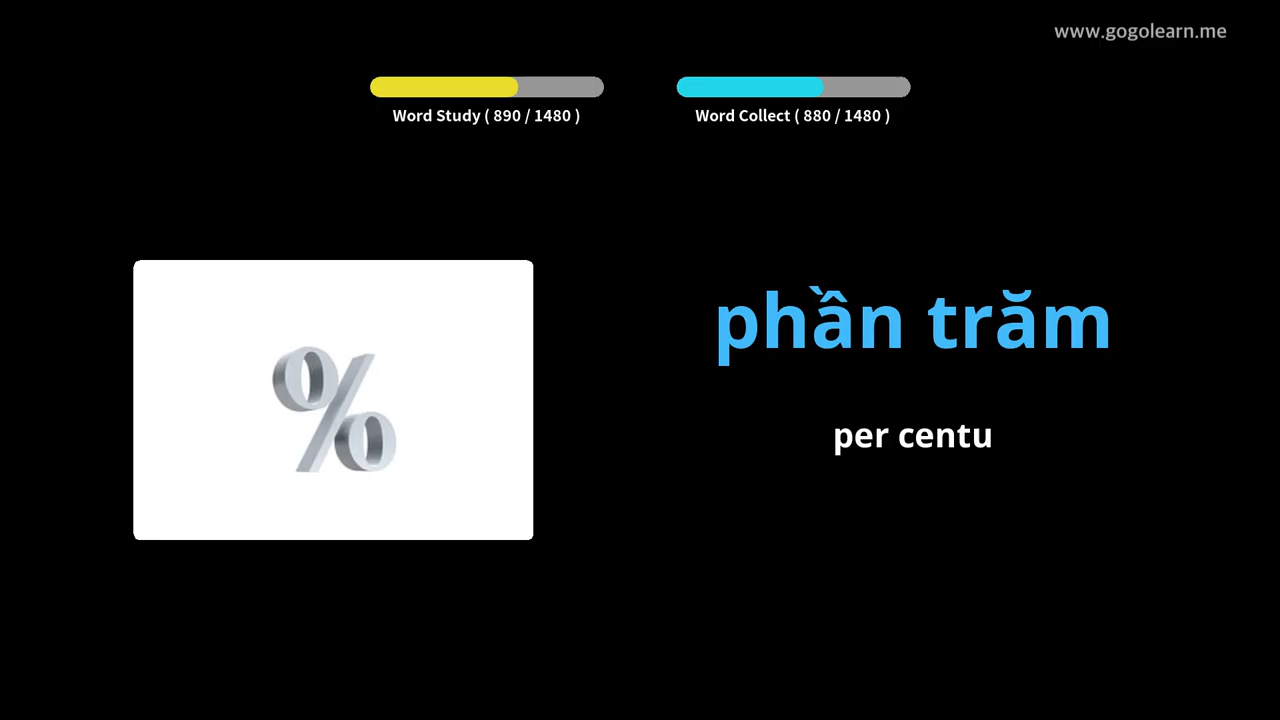 www.gogolearn.me
Word Study ( 890 / 1480 )
Word Collect ( 880 / 1480 )
%
phần trăm
per centu